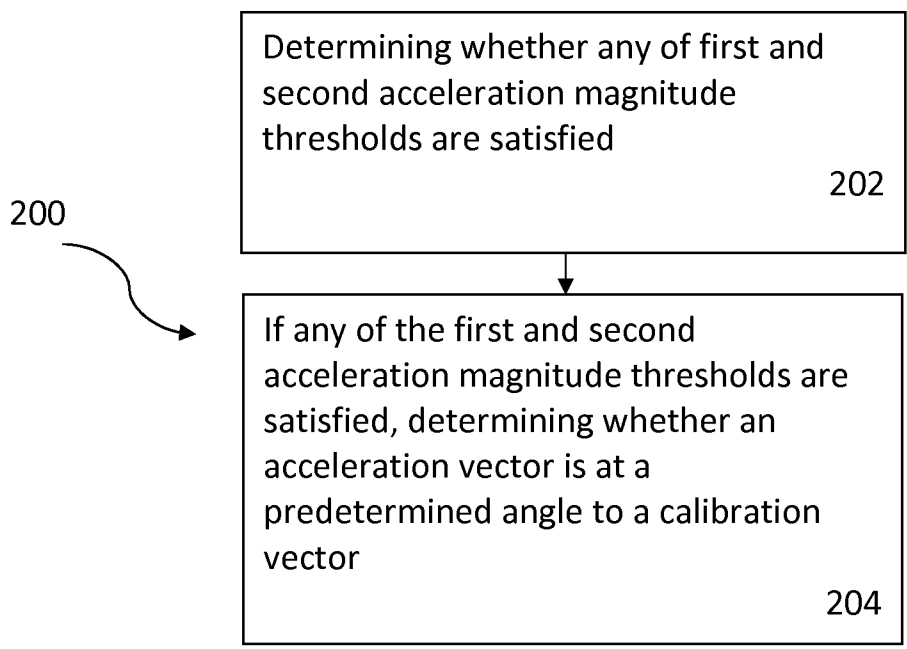 Determining whether any of first and
second acceleration magnitude
thresholds are satisfied
202
200
If any of the first and second
acceleration magnitude thresholds are
satisfied, determining whether an
acceleration vector is at a
predetermined angle to a calibration
vector
204